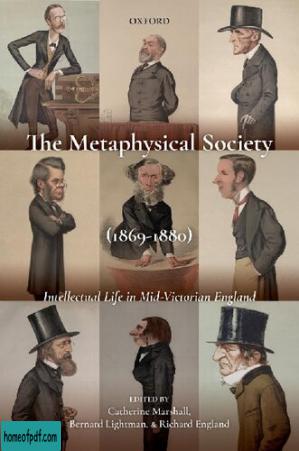 OXFORD
The Metaphysical Society
(1869-1880)
Intellectual Life in Mid-Victorian England
EDITED BY
Catherine Marshall,
Bernard Lightman, & Richard England
homeofpdf.com